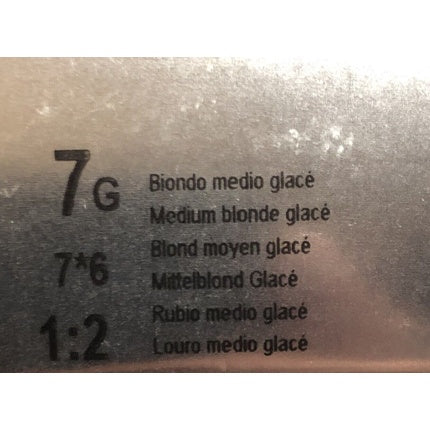 7G
7*6
1:2
Biondo medio glacé
Medium blonde glacé
Blond moyen glacé
Mittelblond Glacé
Rubio medio glacé
Louro medio glacé